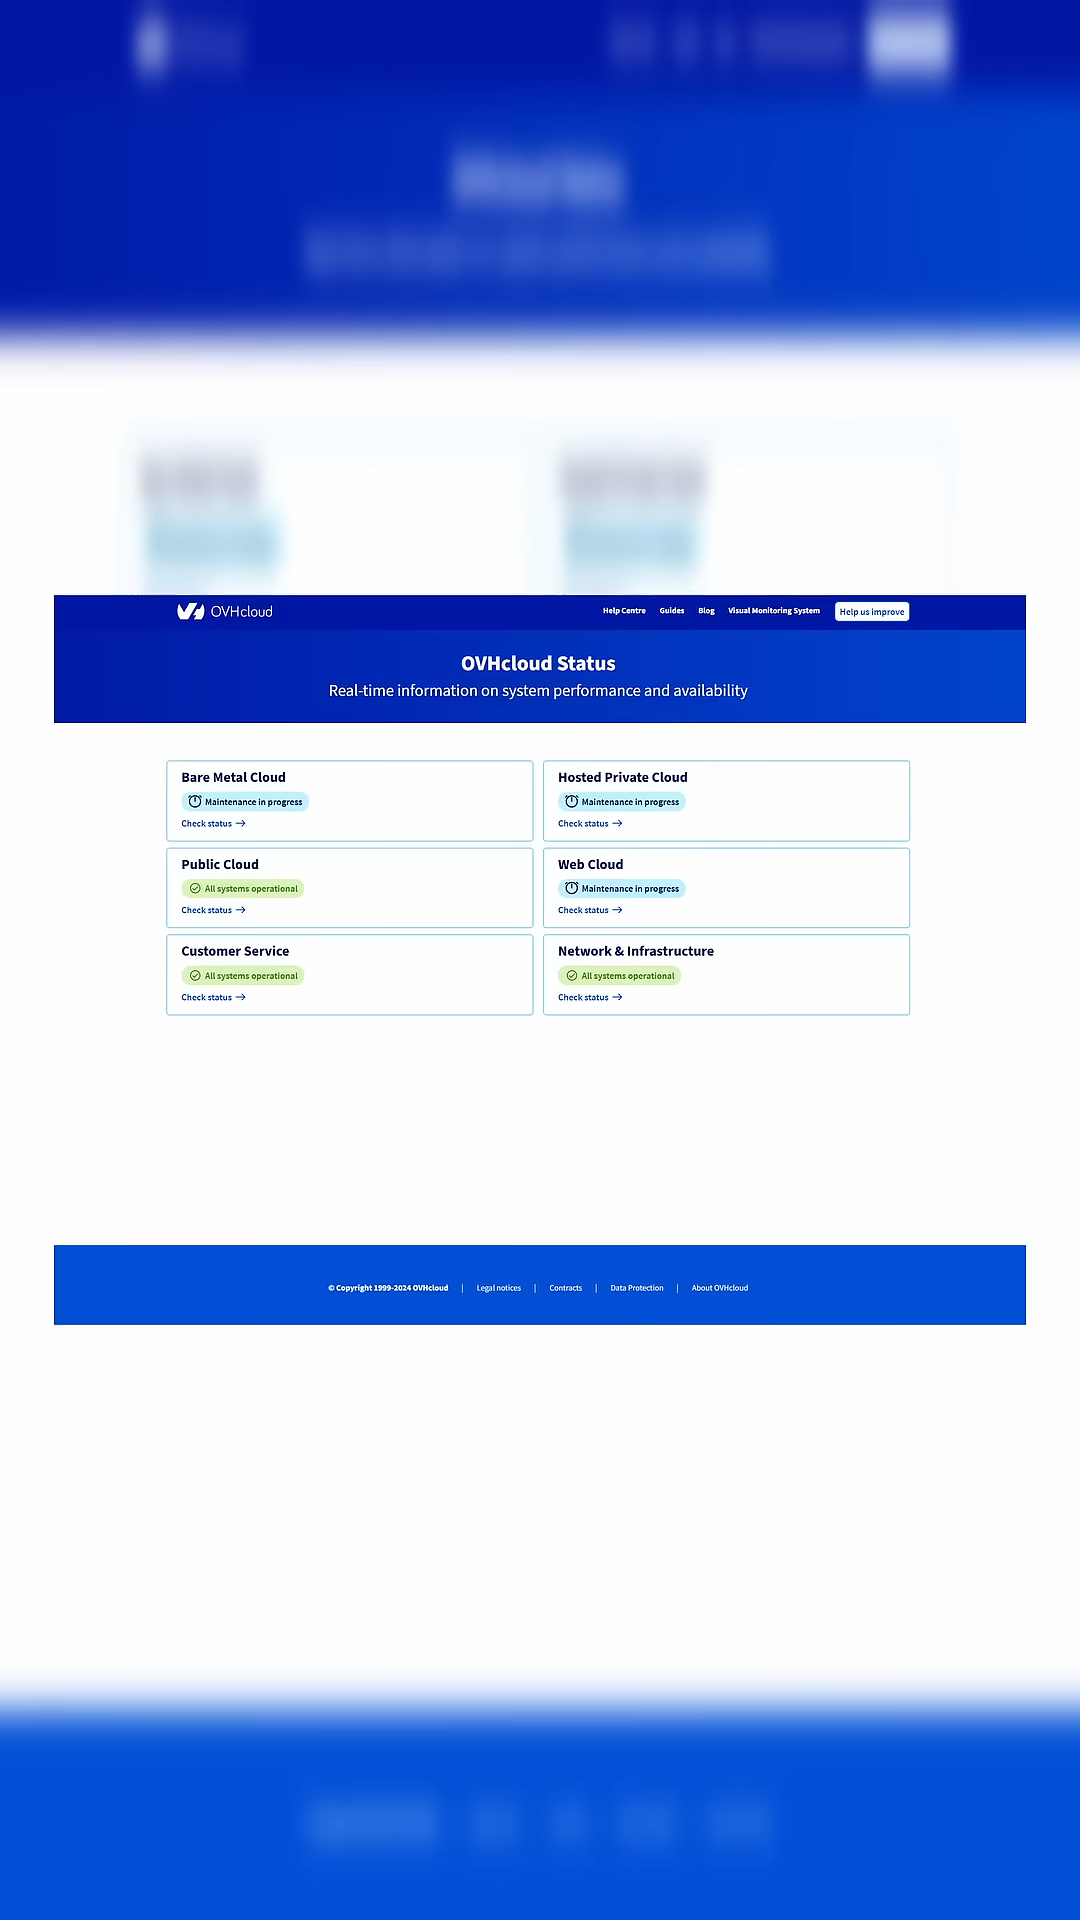 OVHcloud
Help Centre
Guides
Blog
Visual Monitoring System
Help us improve
OVHcloud Status
Real-time information on system performance and availability
Bare Metal Cloud
Maintenance in progress
Check status →
Hosted Private Cloud
Maintenance in progress
Check status →
Public Cloud
All systems operational
Check status →
Web Cloud
Maintenance in progress
Check status →
Customer Service
All systems operational
Check status →
Network & Infrastructure
All systems operational
Check status →
© Copyright 1999-2024 OVHcloud | Legal notices | Contracts | Data Protection | About OVHcloud